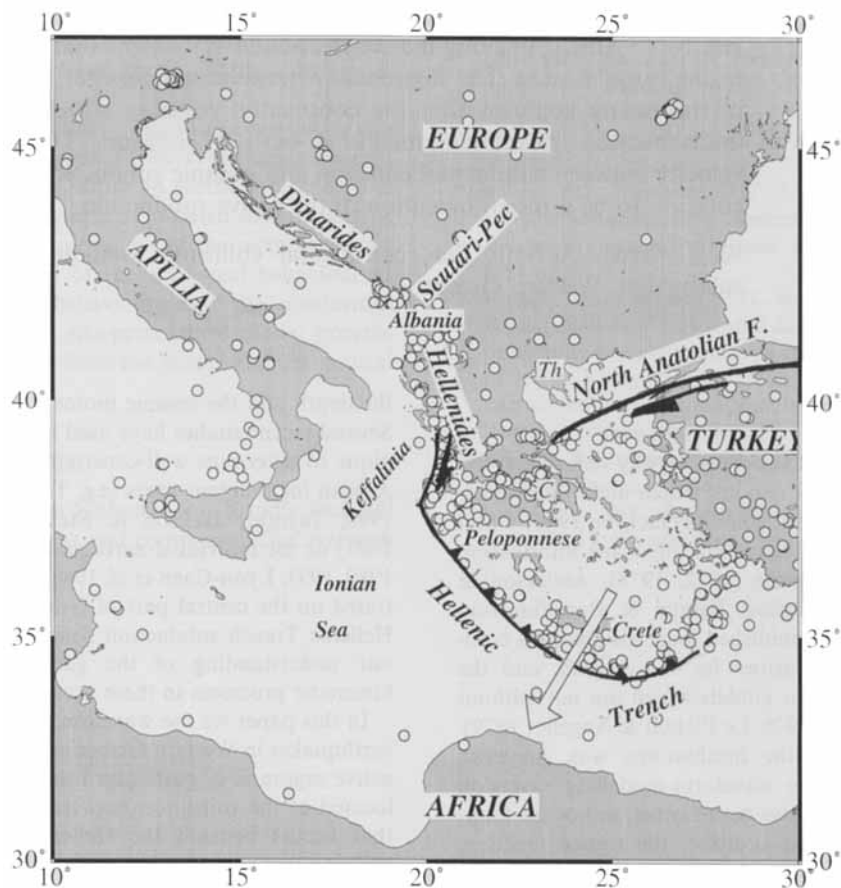 10° 15° 20° 25° 30°
45°
EUROPE
Dinarides
Scutari-Pec
APULIA
Albania
North Anatolian F.
Th
40°
Hellenides
TURKEY
Keffalinia
C
Peloponnese
Ionian
Sea
Hellenic
Crete
35°
Trench
AFRICA
30°
10° 15° 20° 25° 30°
45°
40°
35°
30°